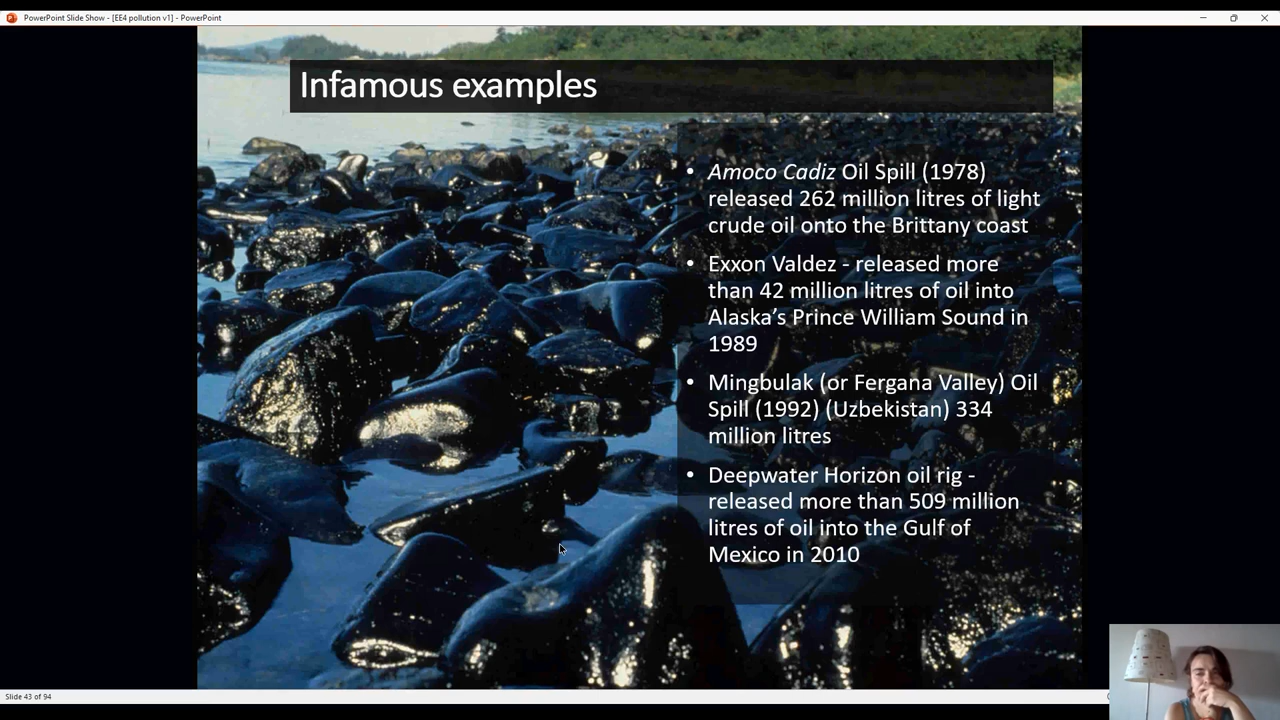 PowerPoint Slide Show - [EE4 pollution v1] - PowerPoint
Infamous examples
• Amoco Cadiz Oil Spill (1978)
released 262 million litres of light
crude oil onto the Brittany coast
• Exxon Valdez - released more
than 42 million litres of oil into
Alaska’s Prince William Sound in
1989
• Mingbulak (or Fergana Valley) Oil
Spill (1992) (Uzbekistan) 334
million litres
• Deepwater Horizon oil rig -
released more than 509 million
litres of oil into the Gulf of
Mexico in 2010
Slide 43 of 94